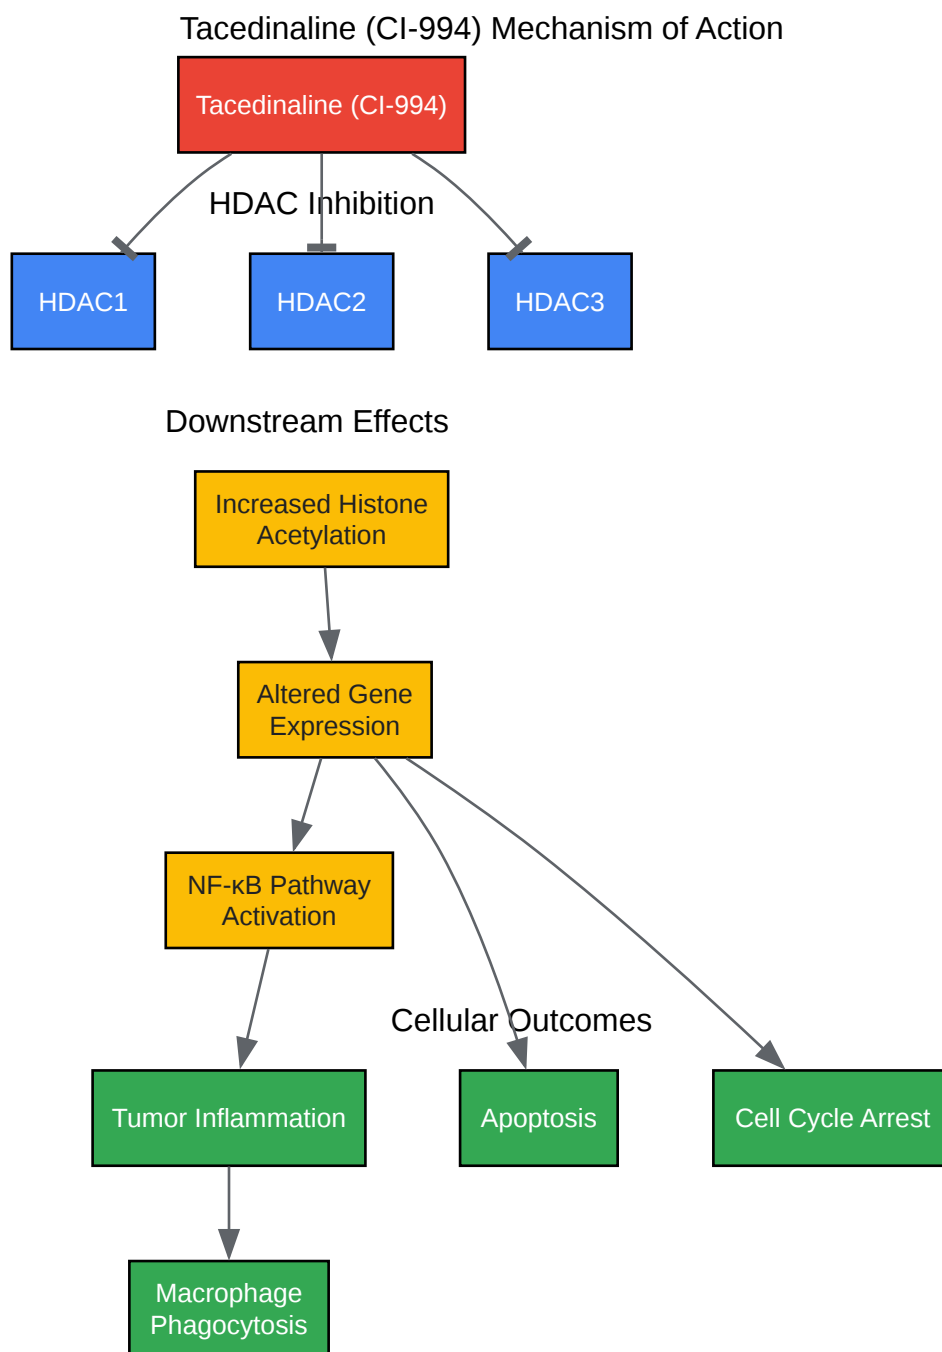 Tacedinaline (CI-994) Mechanism of Action
Tacedinaline (CI-994)
HDAC Inhibition
HDAC1
HDAC2
HDAC3
Downstream Effects
Increased Histone
Acetylation
Altered Gene
Expression
NF-κB Pathway
Activation
Cellular Outcomes
Tumor Inflammation
Apoptosis
Cell Cycle Arrest
Macrophage
Phagocytosis